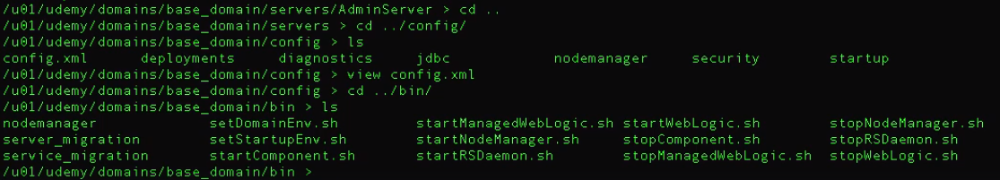 /u01/udemy/domains/base_domain/servers/AdminServer > cd ..
/u01/udemy/domains/base_domain/servers > cd ../config/
/u01/udemy/domains/base_domain/config > ls
config.xml deployments diagnostics jdbc nodemanager security startup
/u01/udemy/domains/base_domain/config > view config.xml
/u01/udemy/domains/base_domain/config > cd ../bin/
/u01/udemy/domains/base_domain/bin > ls
nodemanager setDomainEnv.sh startManagedWebLogic.sh startWebLogic.sh stopNodeManager.sh
server_migration setStartupEnv.sh startNodeManager.sh stopComponent.sh stopRSDaemon.sh
service_migration startComponent.sh startRSDaemon.sh stopManagedWebLogic.sh stopWebLogic.sh
/u01/udemy/domains/base_domain/bin >